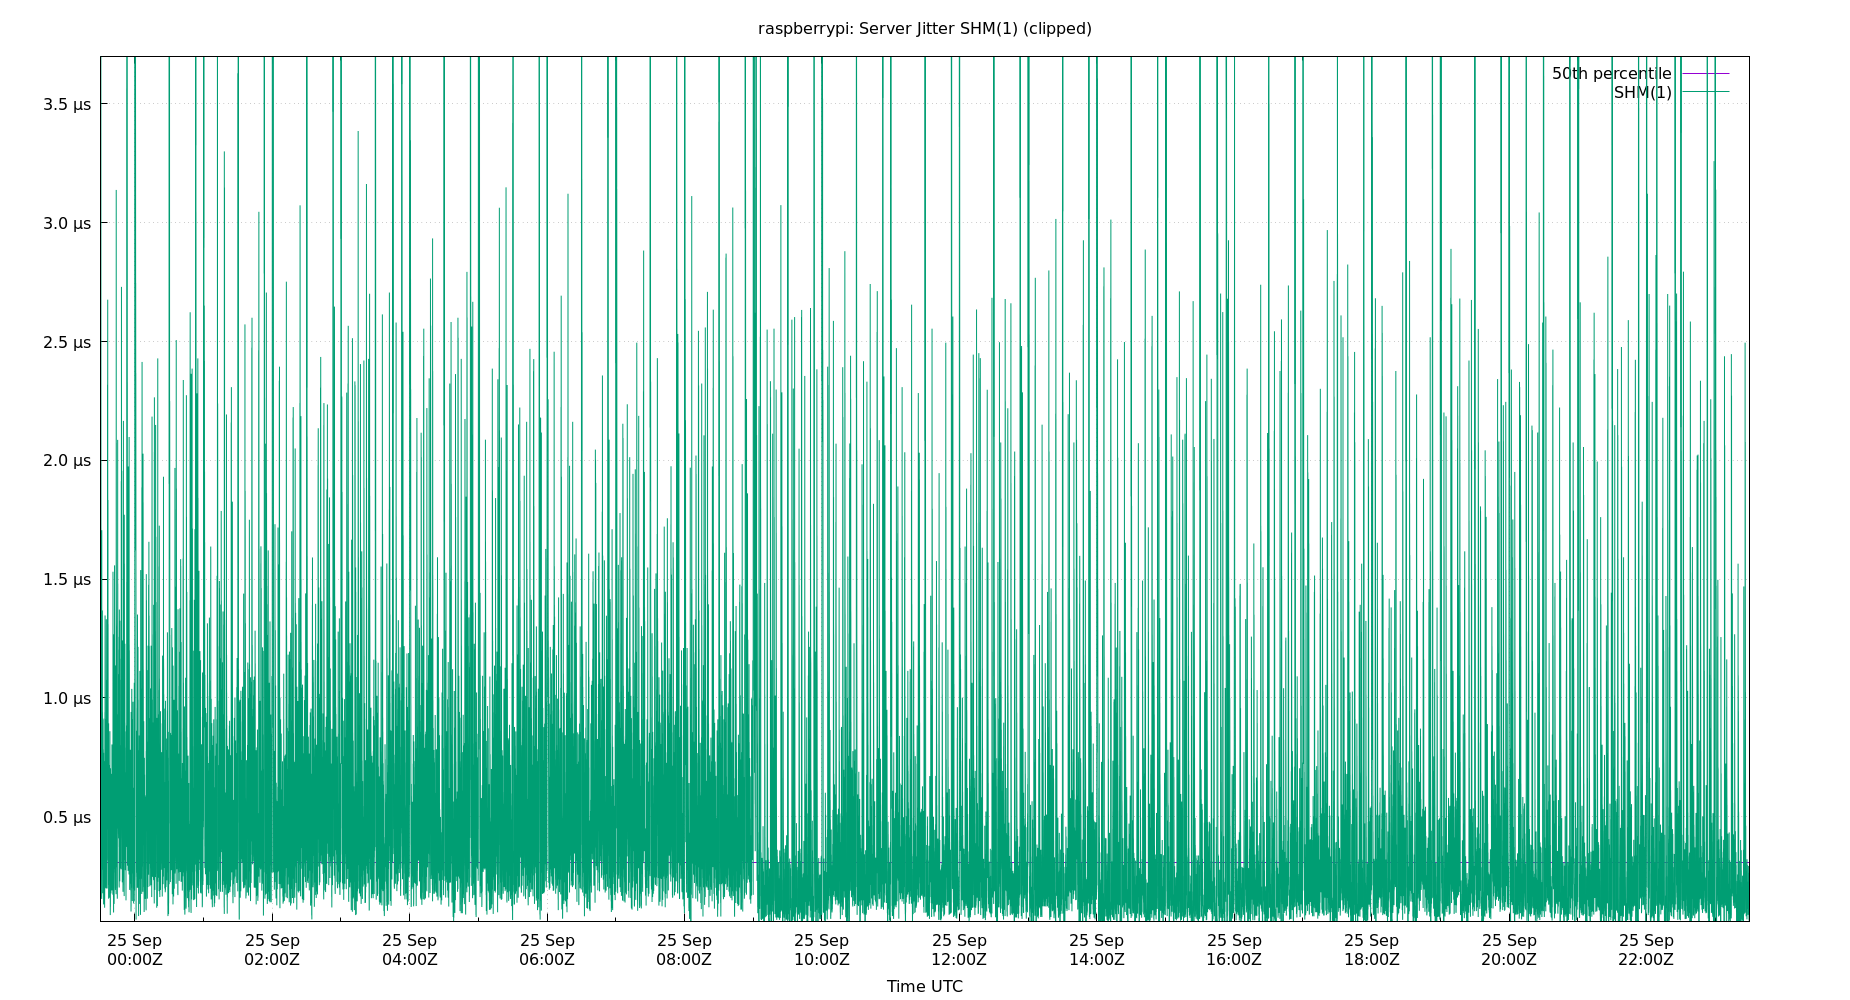 raspberrypi: Server Jitter SHM(1) (clipped)
50th percentile
SHM(1)
3.5 μs
3.0 μs
2.5 μs
2.0 μs
1.5 μs
1.0 μs
0.5 μs
25 Sep 25 Sep 25 Sep 25 Sep 25 Sep 25 Sep 25 Sep 25 Sep 25 Sep 25 Sep 25 Sep 25 Sep
00:00Z 02:00Z 04:00Z 06:00Z 08:00Z 10:00Z 12:00Z 14:00Z 16:00Z 18:00Z 20:00Z 22:00Z
Time UTC